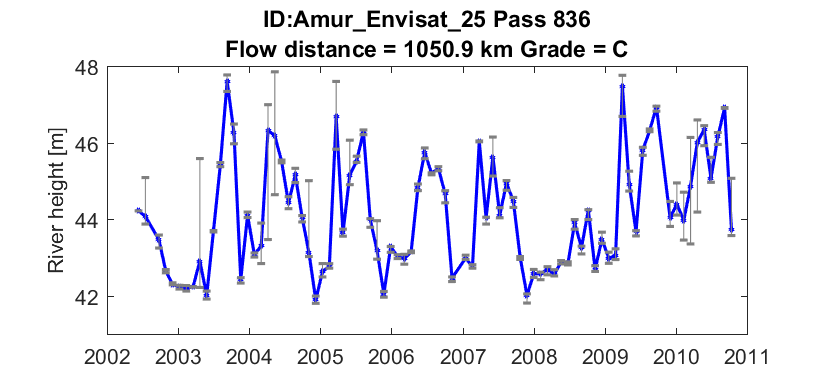 ID:Amur_Envisat_25 Pass 836
Flow distance = 1050.9 km Grade = C
River height [m]
48
46
44
42
2002 2003 2004 2005 2006 2007 2008 2009 2010 2011